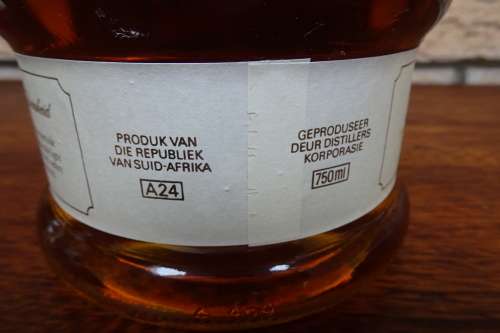 PRODUK VAN
DIE REPUBLIEK
VAN SUID-AFRIKA
A24
GEPRODUSEER
DEUR DISTILLERS
KORPORASIE
750ml